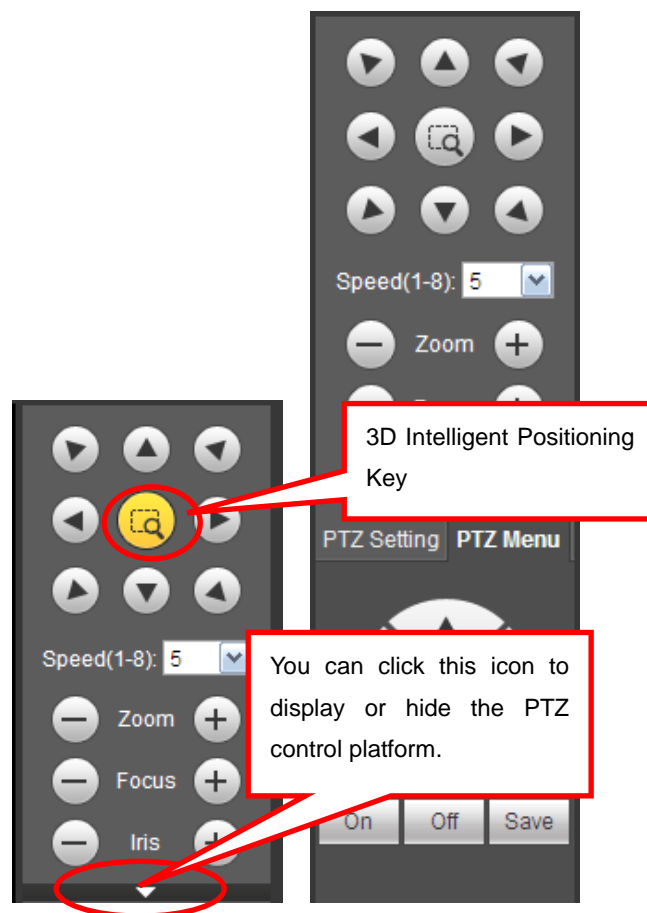 Speed(1-8): 5
Zoom
3D Intelligent Positioning
Key
PTZ Setting PTZ Menu
Speed(1-8): 5
Zoom
Focus
Iris
You can click this icon to
display or hide the PTZ
control platform.
On Off Save